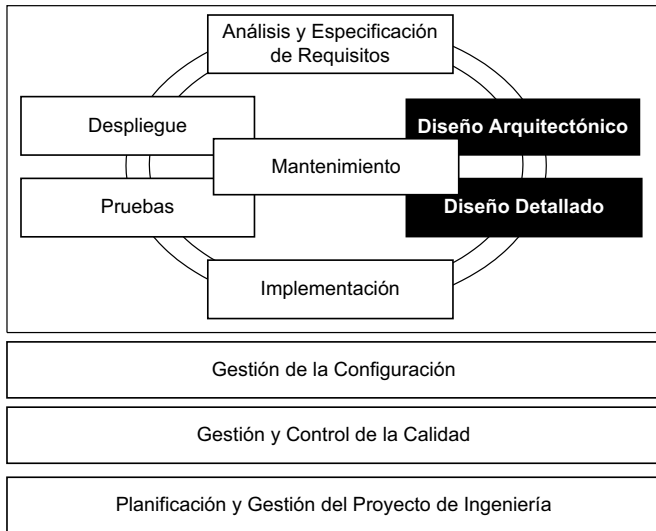 Análisis y Especificación
de Requisitos
Despliegue
Diseño Arquitectónico
Mantenimiento
Pruebas
Diseño Detallado
Implementación
Gestión de la Configuración
Gestión y Control de la Calidad
Planificación y Gestión del Proyecto de Ingeniería